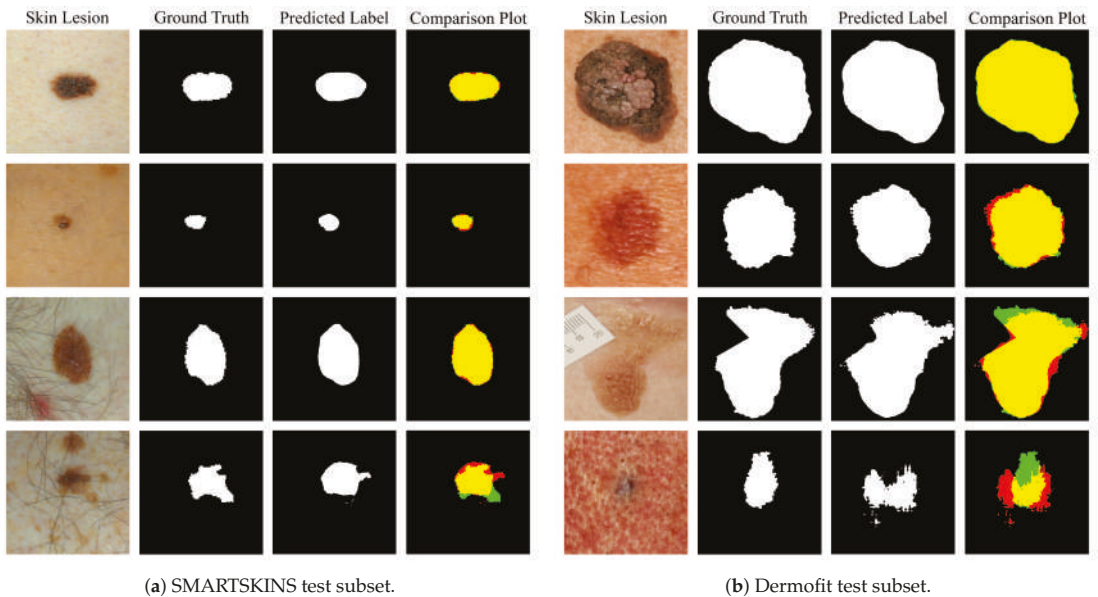 Skin Lesion Ground Truth Predicted Label Comparison Plot
Skin Lesion Ground Truth Predicted Label Comparison Plot
(a) SMARTSKINS test subset.
(b) Dermofit test subset.